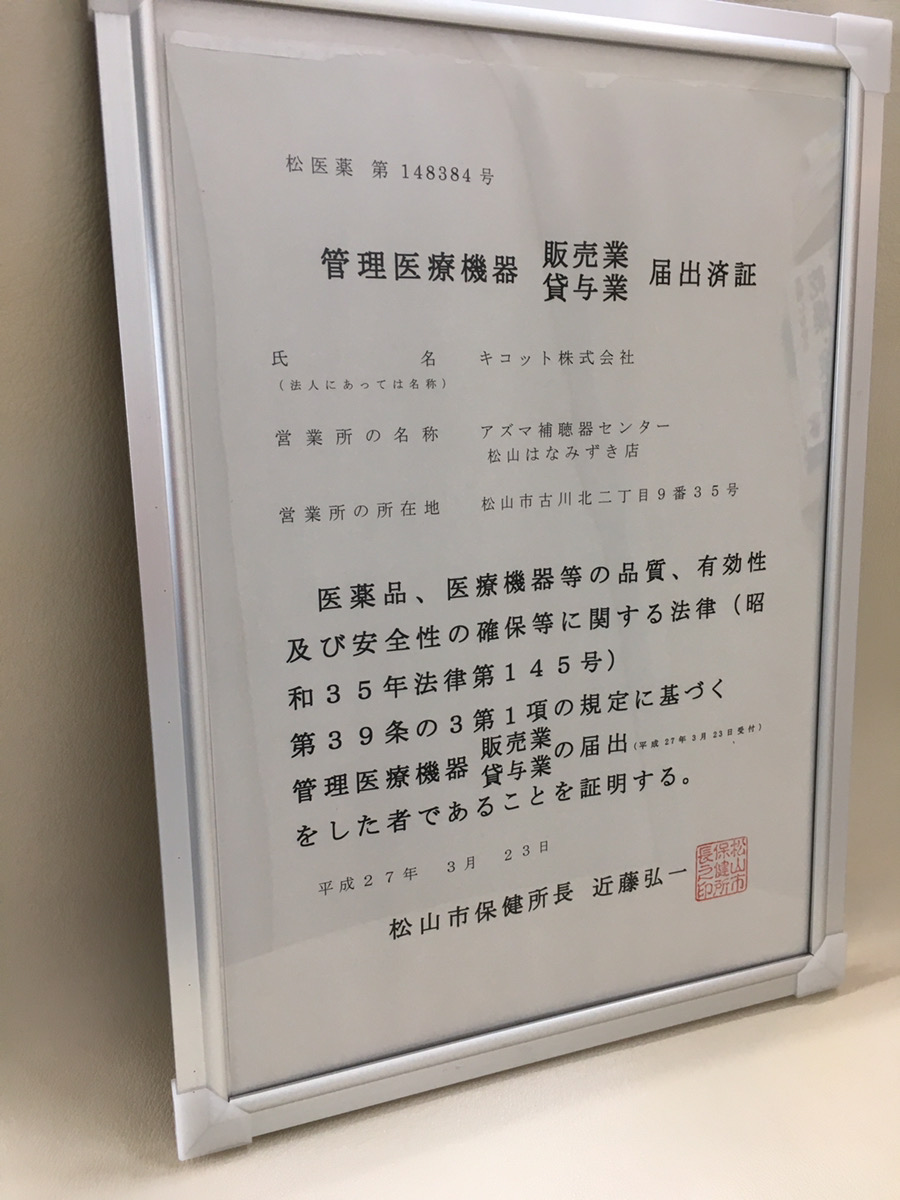 松医薬 第148384号
管理医療機器 販売業 貸与業 届出済証
氏名 キコット株式会社
（法人にあっては名称）
営業所の名称 アズマ補聴器センター
松山はなみずき店
営業所の所在地 松山市古川北二丁目９番３５号
医薬品、医療機器等の品質、有効性
及び安全性の確保等に関する法律（昭
和３５年法律第１４５号）
第３９条の３第１項の規定に基づく
管理医療機器 販売業 貸与業 の届出（平成27年3月23日受付）
をした者であることを証明する。
平成２７年 ３月 ２３日
松山市保健所長 近藤弘一
松山市
保健所
長之印